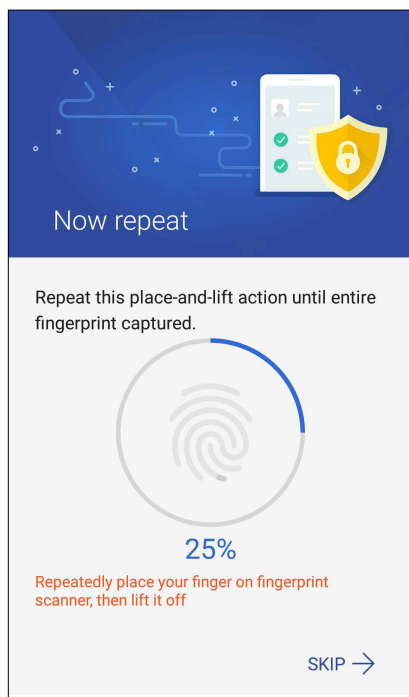 Now repeat
Repeat this place-and-lift action until entire
fingerprint captured.
25%
Repeatedly place your finger on fingerprint
scanner, then lift it off
SKIP